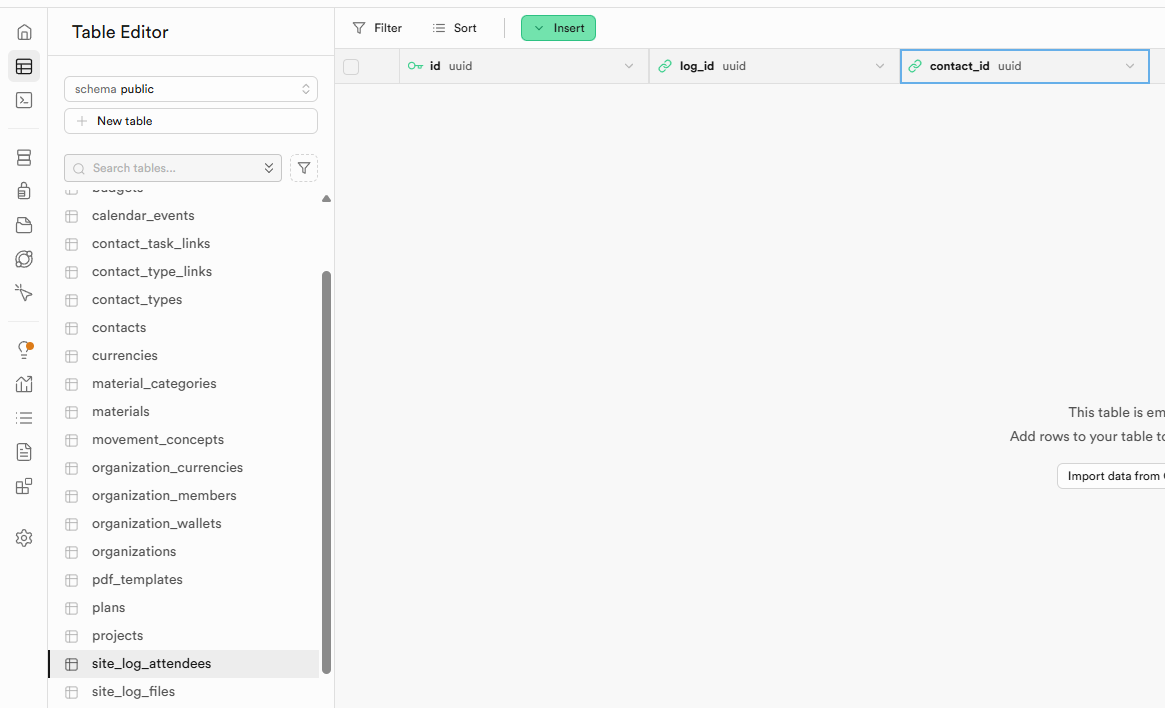 Table Editor
Filter
Sort
Insert
id uuid
log_id uuid
contact_id uuid
schema public
New table
Search tables...
budgets
calendar_events
contact_task_links
contact_type_links
contact_types
contacts
currencies
material_categories
materials
movement_concepts
organization_currencies
organization_members
organization_wallets
organizations
pdf_templates
plans
projects
site_log_attendees
site_log_files
This table is em
Add rows to your table to
Import data from